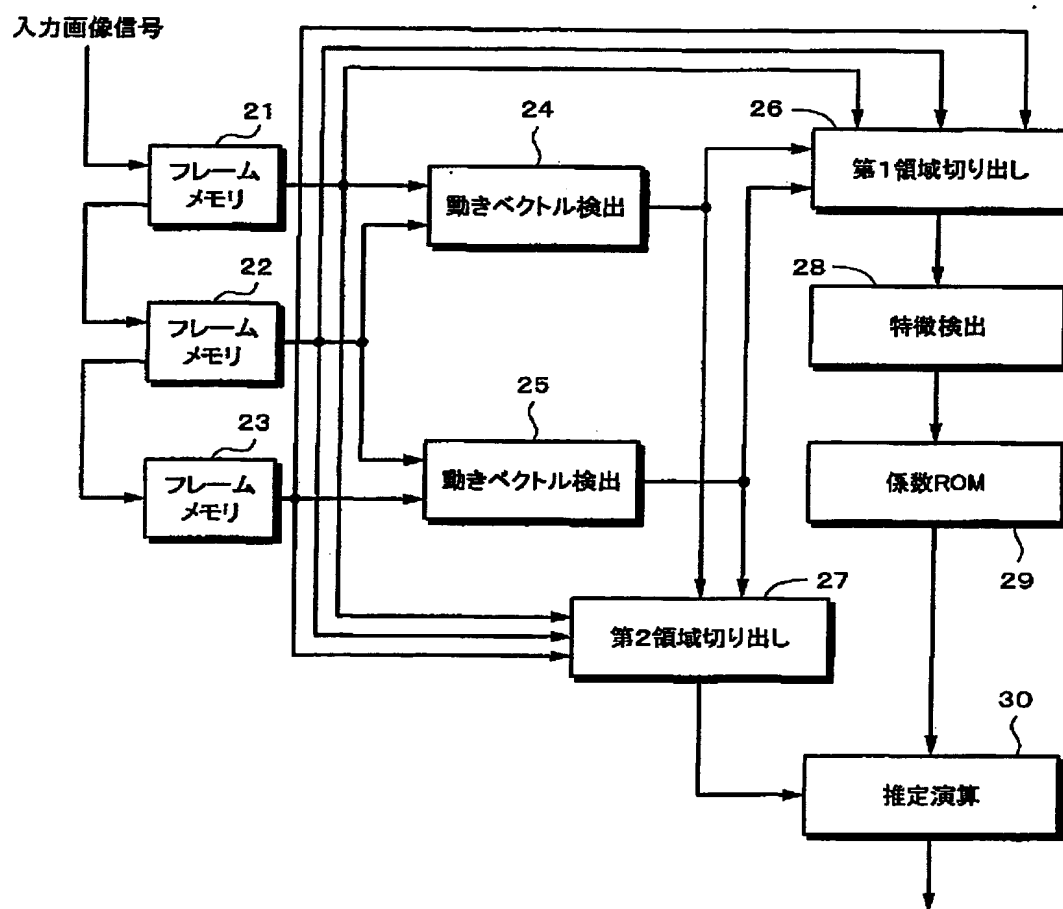 入力画像信号
21
フレーム
メモリ
22
フレーム
メモリ
23
フレーム
メモリ
24
動きベクトル検出
25
動きベクトル検出
26
第1領域切り出し
28
特徴検出
係数ROM
29
27
第2領域切り出し
30
推定演算